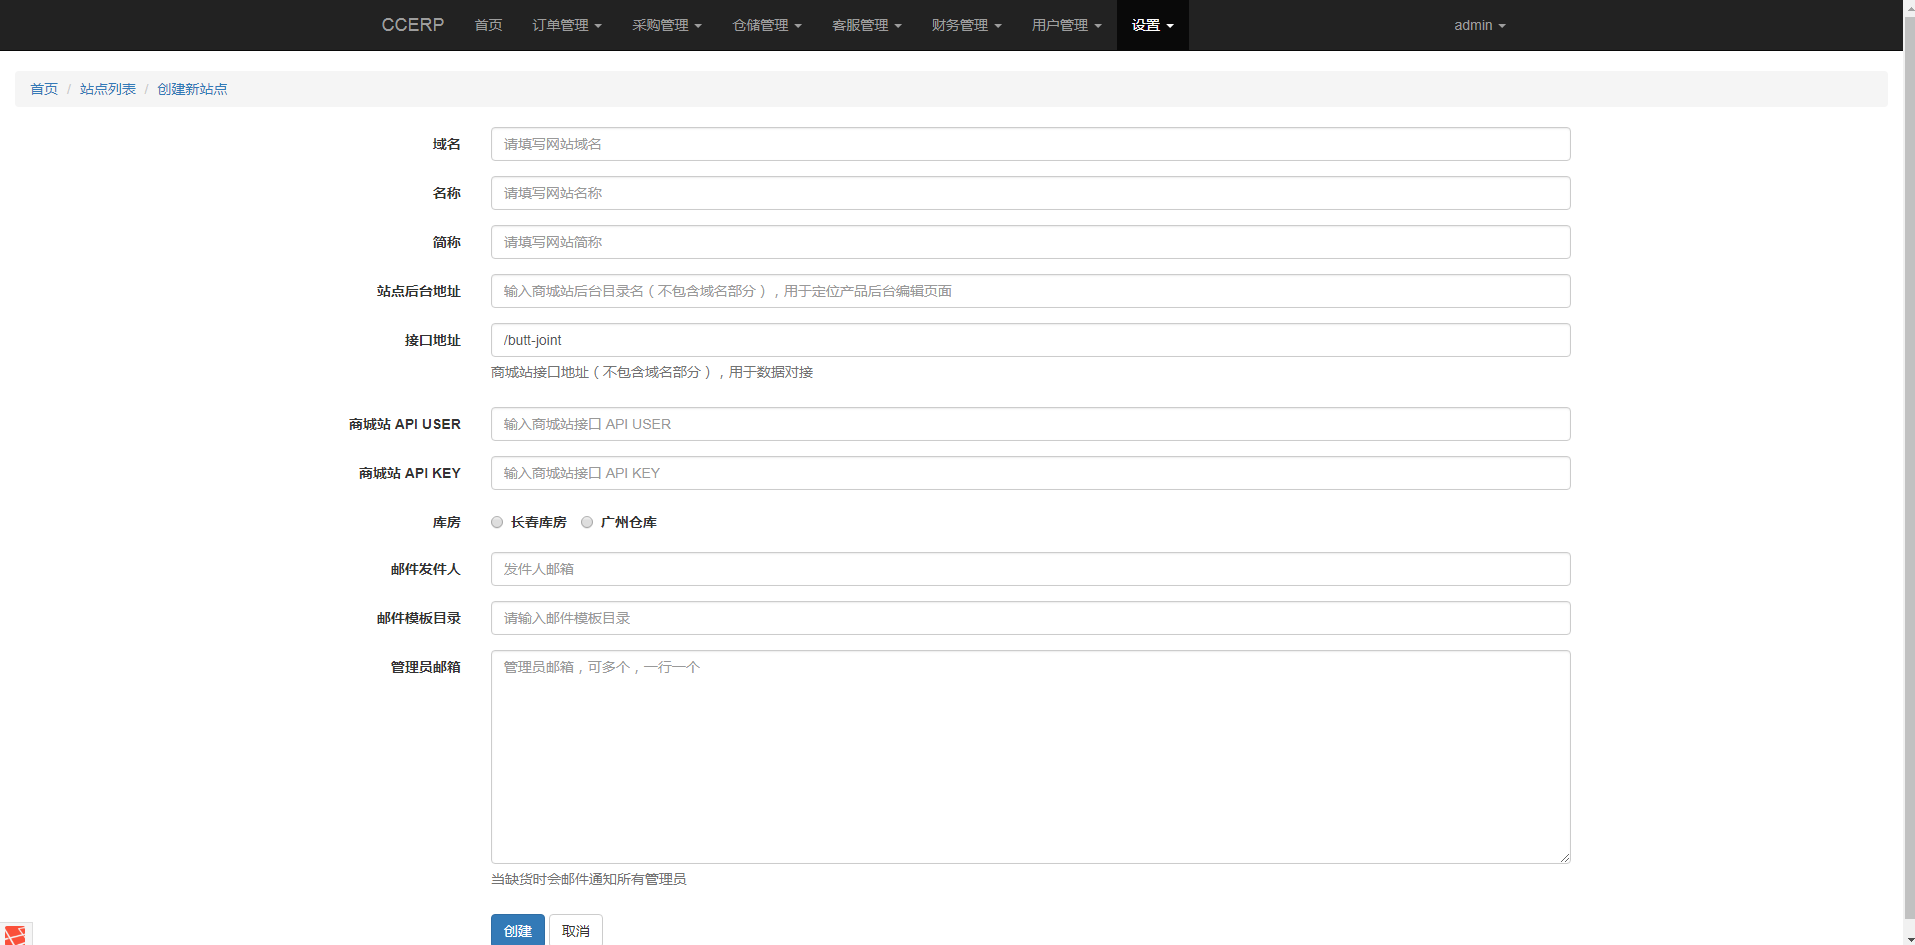 CCERP 首页 订单管理 采购管理 仓储管理 客服管理 财务管理 用户管理 设置 admin
首页 / 站点列表 / 创建新站点
域名 请填写网站域名
名称 请填写网站名称
简称 请填写网站简称
站点后台地址 输入商城站后台目录名（不包含域名部分），用于定位产品后台编辑页面
接口地址 /butt-joint
商城站接口地址（不包含域名部分），用于数据对接
商城站 API USER 输入商城站接口 API USER
商城站 API KEY 输入商城站接口 API KEY
库房 长春库房 广州仓库
邮件发件人 发件人邮箱
邮件模板目录 请输入邮件模板目录
管理员邮箱 管理员邮箱，可多个，一行一个
当缺货时会邮件通知所有管理员
创建 取消